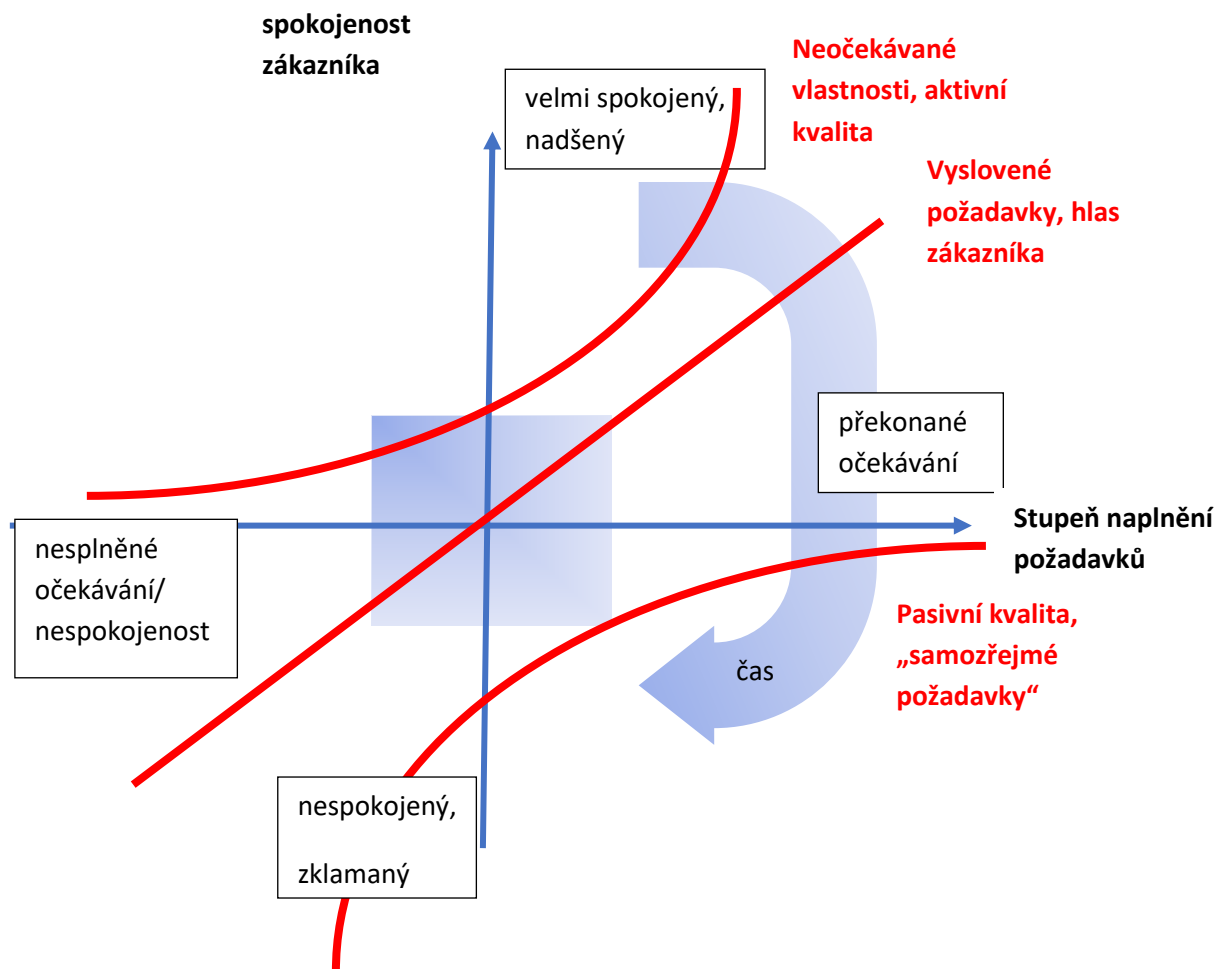 spokojenost
zákazníka
Neočekávané
vlastnosti, aktivní
kvalita
velmi spokojený,
nadšený
Vyslovené
požadavky, hlas
zákazníka
překonané
očekávání
Stupeň naplnění
požadavků
nesplněné
očekávání/
nespokojenost
Pasivní kvalita,
„samozřejmé
požadavky“
čas
nespokojený,
zklamaný